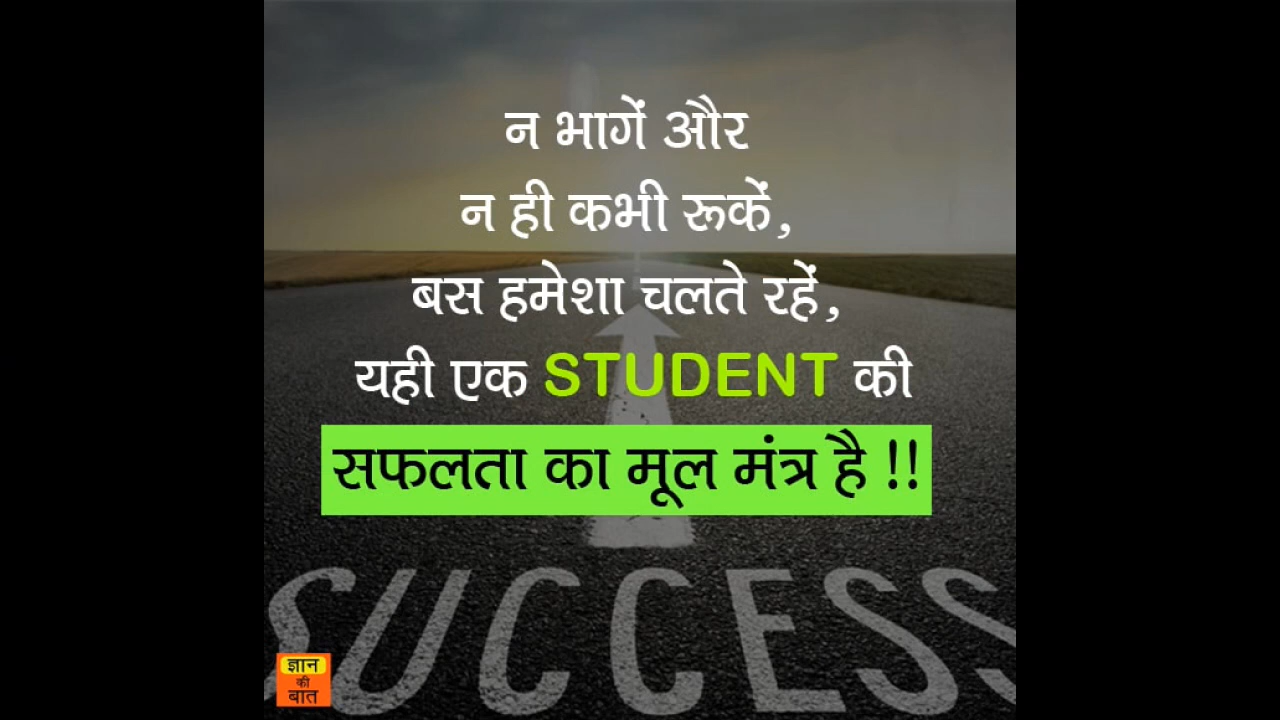 न भागें और
न ही कभी रूकें,
बस हमेशा चलते रहें,
यही एक STUDENT की
सफलता का मूल मंत्र है !!
SUCCESS
ज्ञान
की
बात